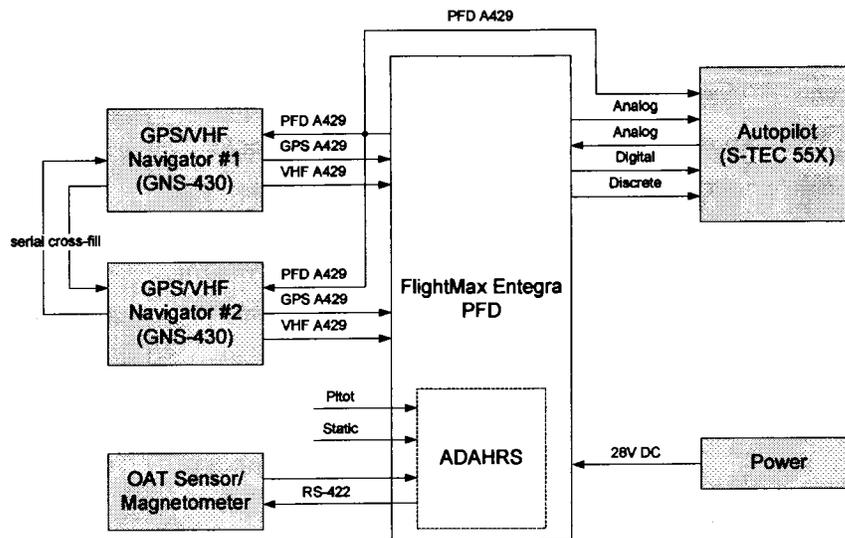 PFD A429
GPS/VHF
Navigator #1
(GNS-430)
PFD A429
GPS A429
VHF A429
Analog
Analog
Digital
Discrete
Autopilot
(S-TEC 55X)
serial cross-fill
GPS/VHF
Navigator #2
(GNS-430)
PFD A429
GPS A429
VHF A429
FlightMax Entegra
PFD
Pitot
Static
ADAHRS
OAT Sensor/
Magnetometer
RS-422
28V DC
Power